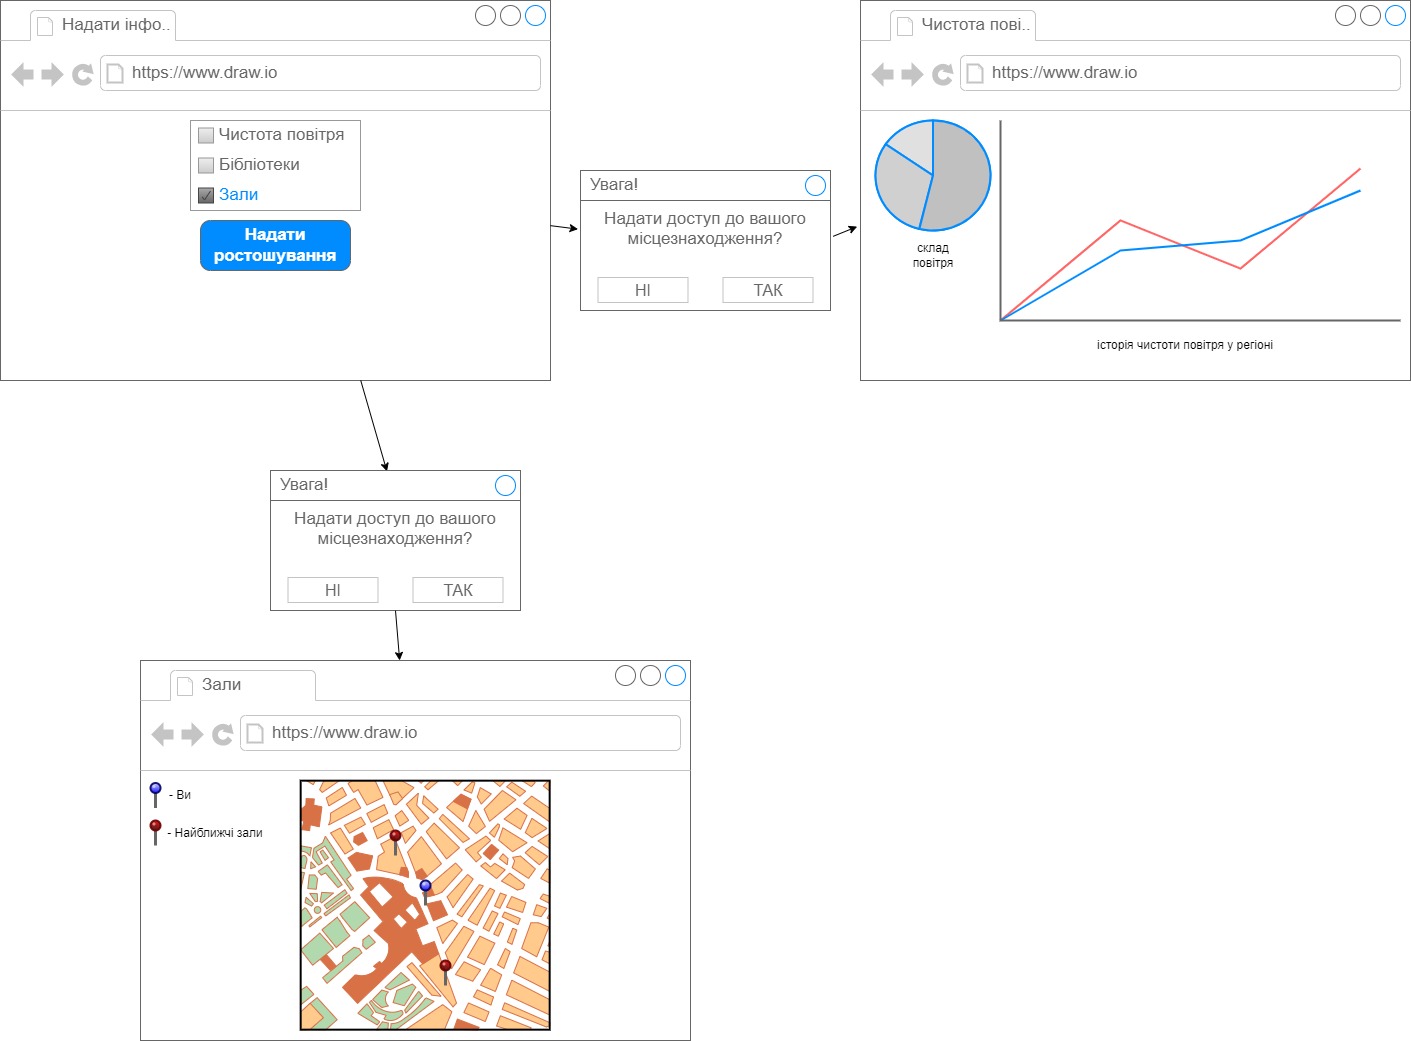 Надати інфо..
https://www.draw.io
Чистота повітря
Бібліотеки
Зали
Надати
ростошування
Увага!
Надати доступ до вашого
місцезнаходження?
НІ
ТАК
Чистота пові..
https://www.draw.io
склад
повітря
історія чистоти повітря у регіоні
Увага!
Надати доступ до вашого
місцезнаходження?
НІ
ТАК
Зали
https://www.draw.io
- Ви
- Найближчі зали